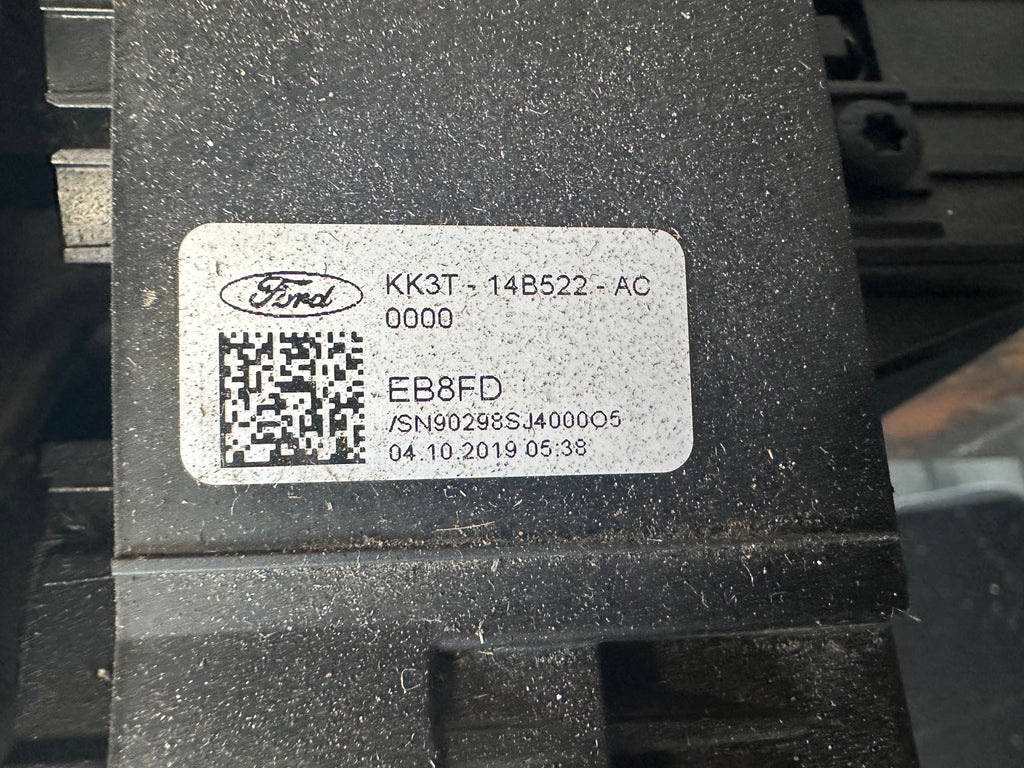 Ford
KK3T - 14B522 - AC
0000
EB8FD
/SN90298SJ4000O5
04.10.2019 05:38